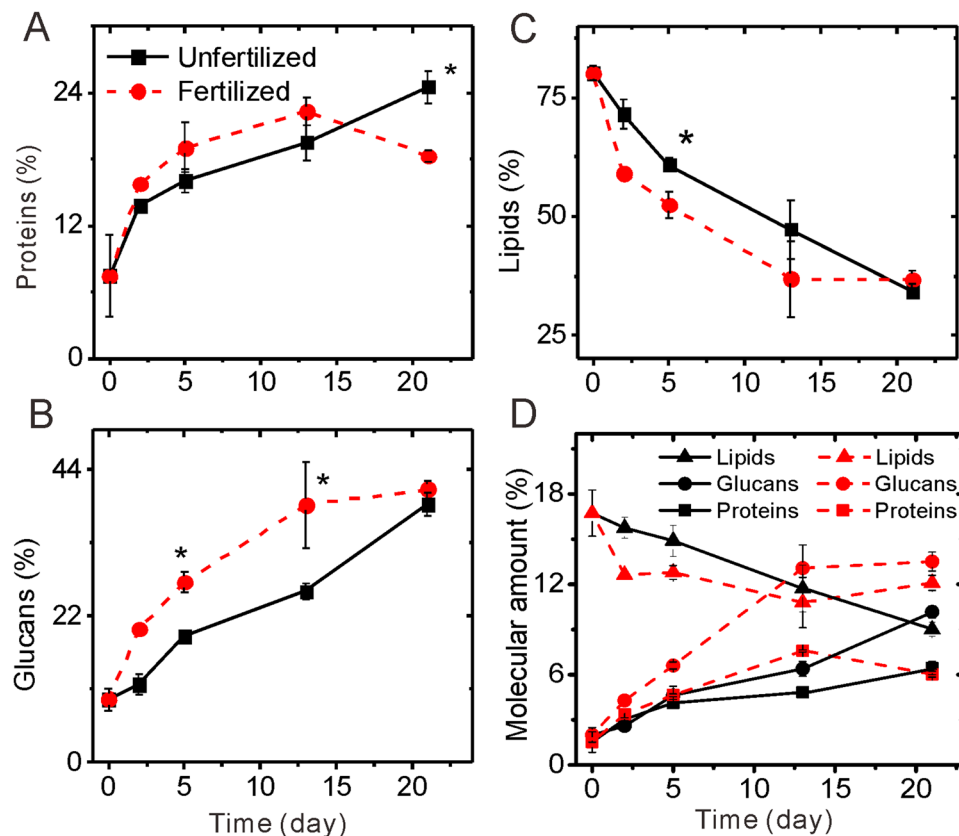 A
Unfertilized
Fertilized
*
24
12
0
Proteins (%)
0 5 10 15 20
C
75
50
25
Lipids (%)
*
0 5 10 15 20
B
44
22
0
Glucans (%)
*
*
0 5 10 15 20
Time (day)
D
Lipids Lipids
Glucans Glucans
Proteins Proteins
18
12
6
0
Molecular amount (%)
0 5 10 15 20
Time (day)